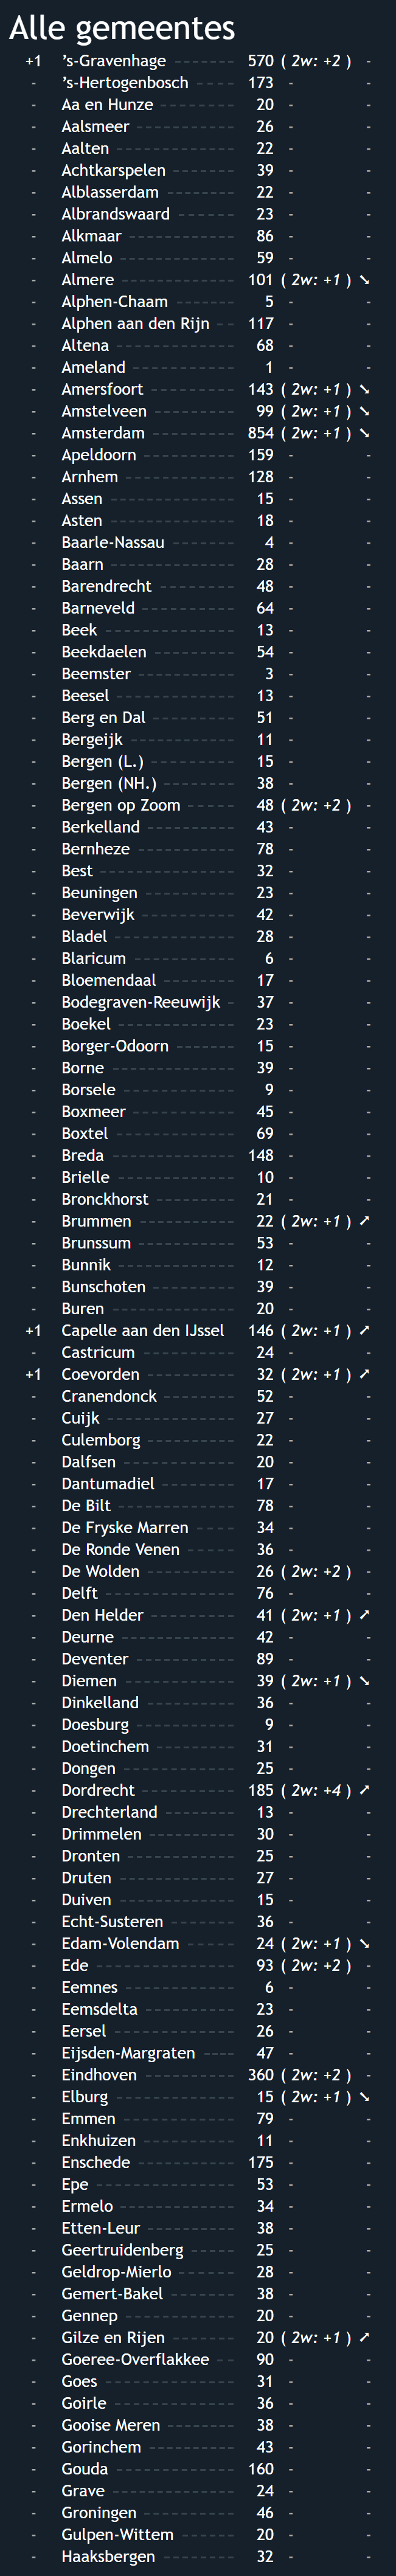 Alle gemeentes
+1 ’s-Gravenhage 570 ( 2w: +2 ) -
- ’s-Hertogenbosch 173 - -
- Aa en Hunze 20 - -
- Aalsmeer 26 - -
- Aalten 22 - -
- Achtkarspelen 39 - -
- Alblasserdam 22 - -
- Albrandswaard 23 - -
- Alkmaar 86 - -
- Almelo 59 - -
- Almere 101 ( 2w: +1 ) ➘
- Alphen-Chaam 5 - -
- Alphen aan den Rijn 117 - -
- Altena 68 - -
- Ameland 1 - -
- Amersfoort 143 ( 2w: +1 ) ➘
- Amstelveen 99 ( 2w: +1 ) ➘
- Amsterdam 854 ( 2w: +1 ) ➘
- Apeldoorn 159 - -
- Arnhem 128 - -
- Assen 15 - -
- Asten 18 - -
- Baarle-Nassau 4 - -
- Baarn 28 - -
- Barendrecht 48 - -
- Barneveld 64 - -
- Beek 13 - -
- Beekdaelen 54 - -
- Beemster 3 - -
- Beesel 13 - -
- Berg en Dal 51 - -
- Bergeijk 11 - -
- Bergen (L.) 15 - -
- Bergen (NH.) 38 - -
- Bergen op Zoom 48 ( 2w: +2 ) -
- Berkelland 43 - -
- Bernheze 78 - -
- Best 32 - -
- Beuningen 23 - -
- Beverwijk 42 - -
- Bladel 28 - -
- Blaricum 6 - -
- Bloemendaal 17 - -
- Bodegraven-Reeuwijk 37 - -
- Boekel 23 - -
- Borger-Odoorn 15 - -
- Borne 39 - -
- Borsele 9 - -
- Boxmeer 45 - -
- Boxtel 69 - -
- Breda 148 - -
- Brielle 10 - -
- Bronckhorst 21 - -
- Brummen 22 ( 2w: +1 ) ➚
- Brunssum 53 - -
- Bunnik 12 - -
- Bunschoten 39 - -
- Buren 20 - -
+1 Capelle aan den IJssel 146 ( 2w: +1 ) ➚
- Castricum 24 - -
+1 Coevorden 32 ( 2w: +1 ) ➚
- Cranendonck 52 - -
- Cuijk 27 - -
- Culemborg 22 - -
- Dalfsen 20 - -
- Dantumadiel 17 - -
- De Bilt 78 - -
- De Fryske Marren 34 - -
- De Ronde Venen 36 - -
- De Wolden 26 ( 2w: +2 ) -
- Delft 76 - -
- Den Helder 41 ( 2w: +1 ) ➚
- Deurne 42 - -
- Deventer 89 - -
- Diemen 39 ( 2w: +1 ) ➘
- Dinkelland 36 - -
- Doesburg 9 - -
- Doetinchem 31 - -
- Dongen 25 - -
- Dordrecht 185 ( 2w: +4 ) ➚
- Drechterland 13 - -
- Drimmelen 30 - -
- Dronten 25 - -
- Druten 27 - -
- Duiven 15 - -
- Echt-Susteren 36 - -
- Edam-Volendam 24 ( 2w: +1 ) ➘
- Ede 93 ( 2w: +2 ) -
- Eemnes 6 - -
- Eemsdelta 23 - -
- Eersel 26 - -
- Eijsden-Margraten 47 - -
- Eindhoven 360 ( 2w: +2 ) -
- Elburg 15 ( 2w: +1 ) ➘
- Emmen 79 - -
- Enkhuizen 11 - -
- Enschede 175 - -
- Epe 53 - -
- Ermelo 34 - -
- Etten-Leur 38 - -
- Geertruidenberg 25 - -
- Geldrop-Mierlo 28 - -
- Gemert-Bakel 38 - -
- Gennep 20 - -
- Gilze en Rijen 20 ( 2w: +1 ) ➚
- Goeree-Overflakkee 90 - -
- Goes 31 - -
- Goirle 36 - -
- Gooise Meren 38 - -
- Gorinchem 43 - -
- Gouda 160 - -
- Grave 24 - -
- Groningen 46 - -
- Gulpen-Wittem 20 - -
- Haaksbergen 32 - -